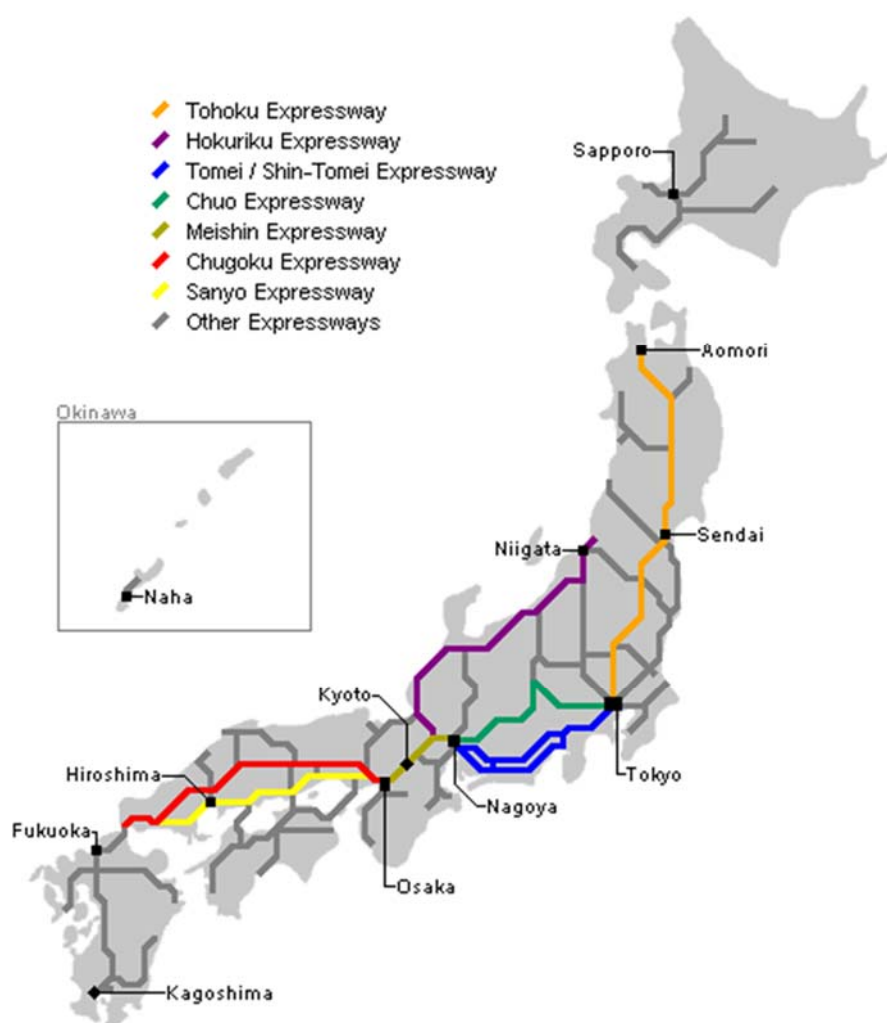 Tohoku Expressway
Hokuriku Expressway
Tomei / Shin-Tomei Expressway
Chuo Expressway
Meishin Expressway
Chugoku Expressway
Sanyo Expressway
Other Expressways
Sapporo
Aomori
Okinawa
Naha
Sendai
Niigata
Kyoto
Hiroshima
Tokyo
Nagoya
Fukuoka
Osaka
Kagoshima